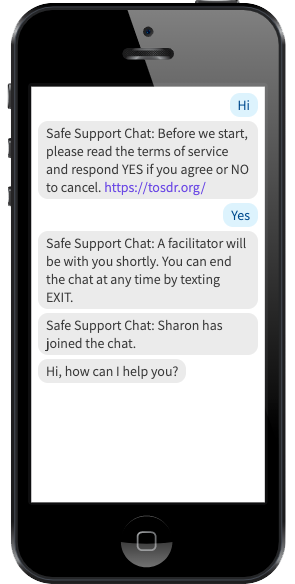 Hi
Safe Support Chat: Before we start,
please read the terms of service
and respond YES if you agree or NO
to cancel. https://tosdr.org/
Yes
Safe Support Chat: A facilitator will
be with you shortly. You can end
the chat at any time by texting
EXIT.
Safe Support Chat: Sharon has
joined the chat.
Hi, how can I help you?